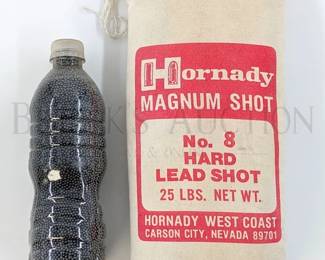 Hornady
MAGNUM SHOT
No. 8
HARD
LEAD SHOT
25 LBS. NET WT.
HORNADY WEST COAST
CARSON CITY, NEVADA 89701